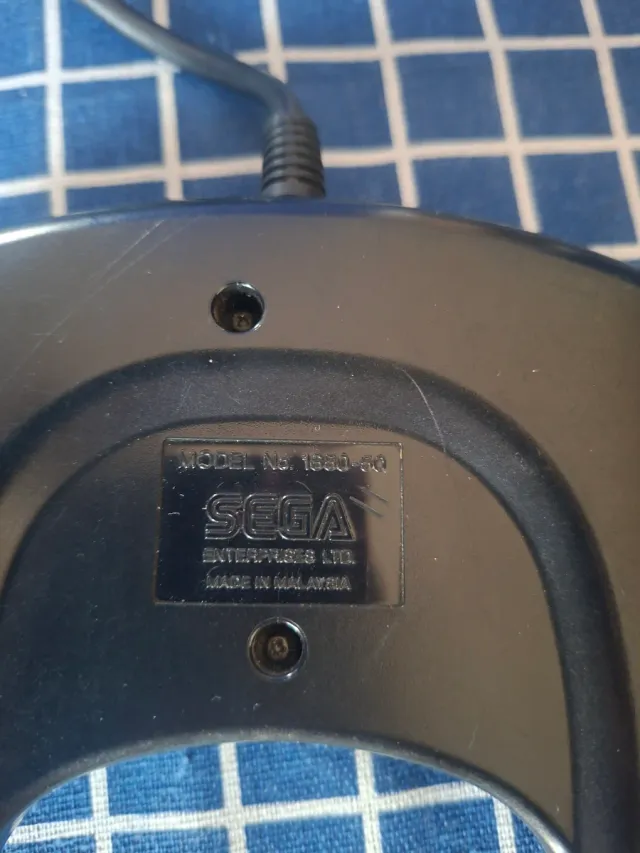 MODEL No. 1650-50
SEGA
ENTERPRISES LTD.
MADE IN MALAYSIA